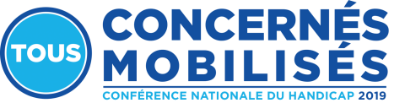 TOUS
CONCERNÉS
MOBILISÉS
CONFÉRENCE NATIONALE DU HANDICAP 2019